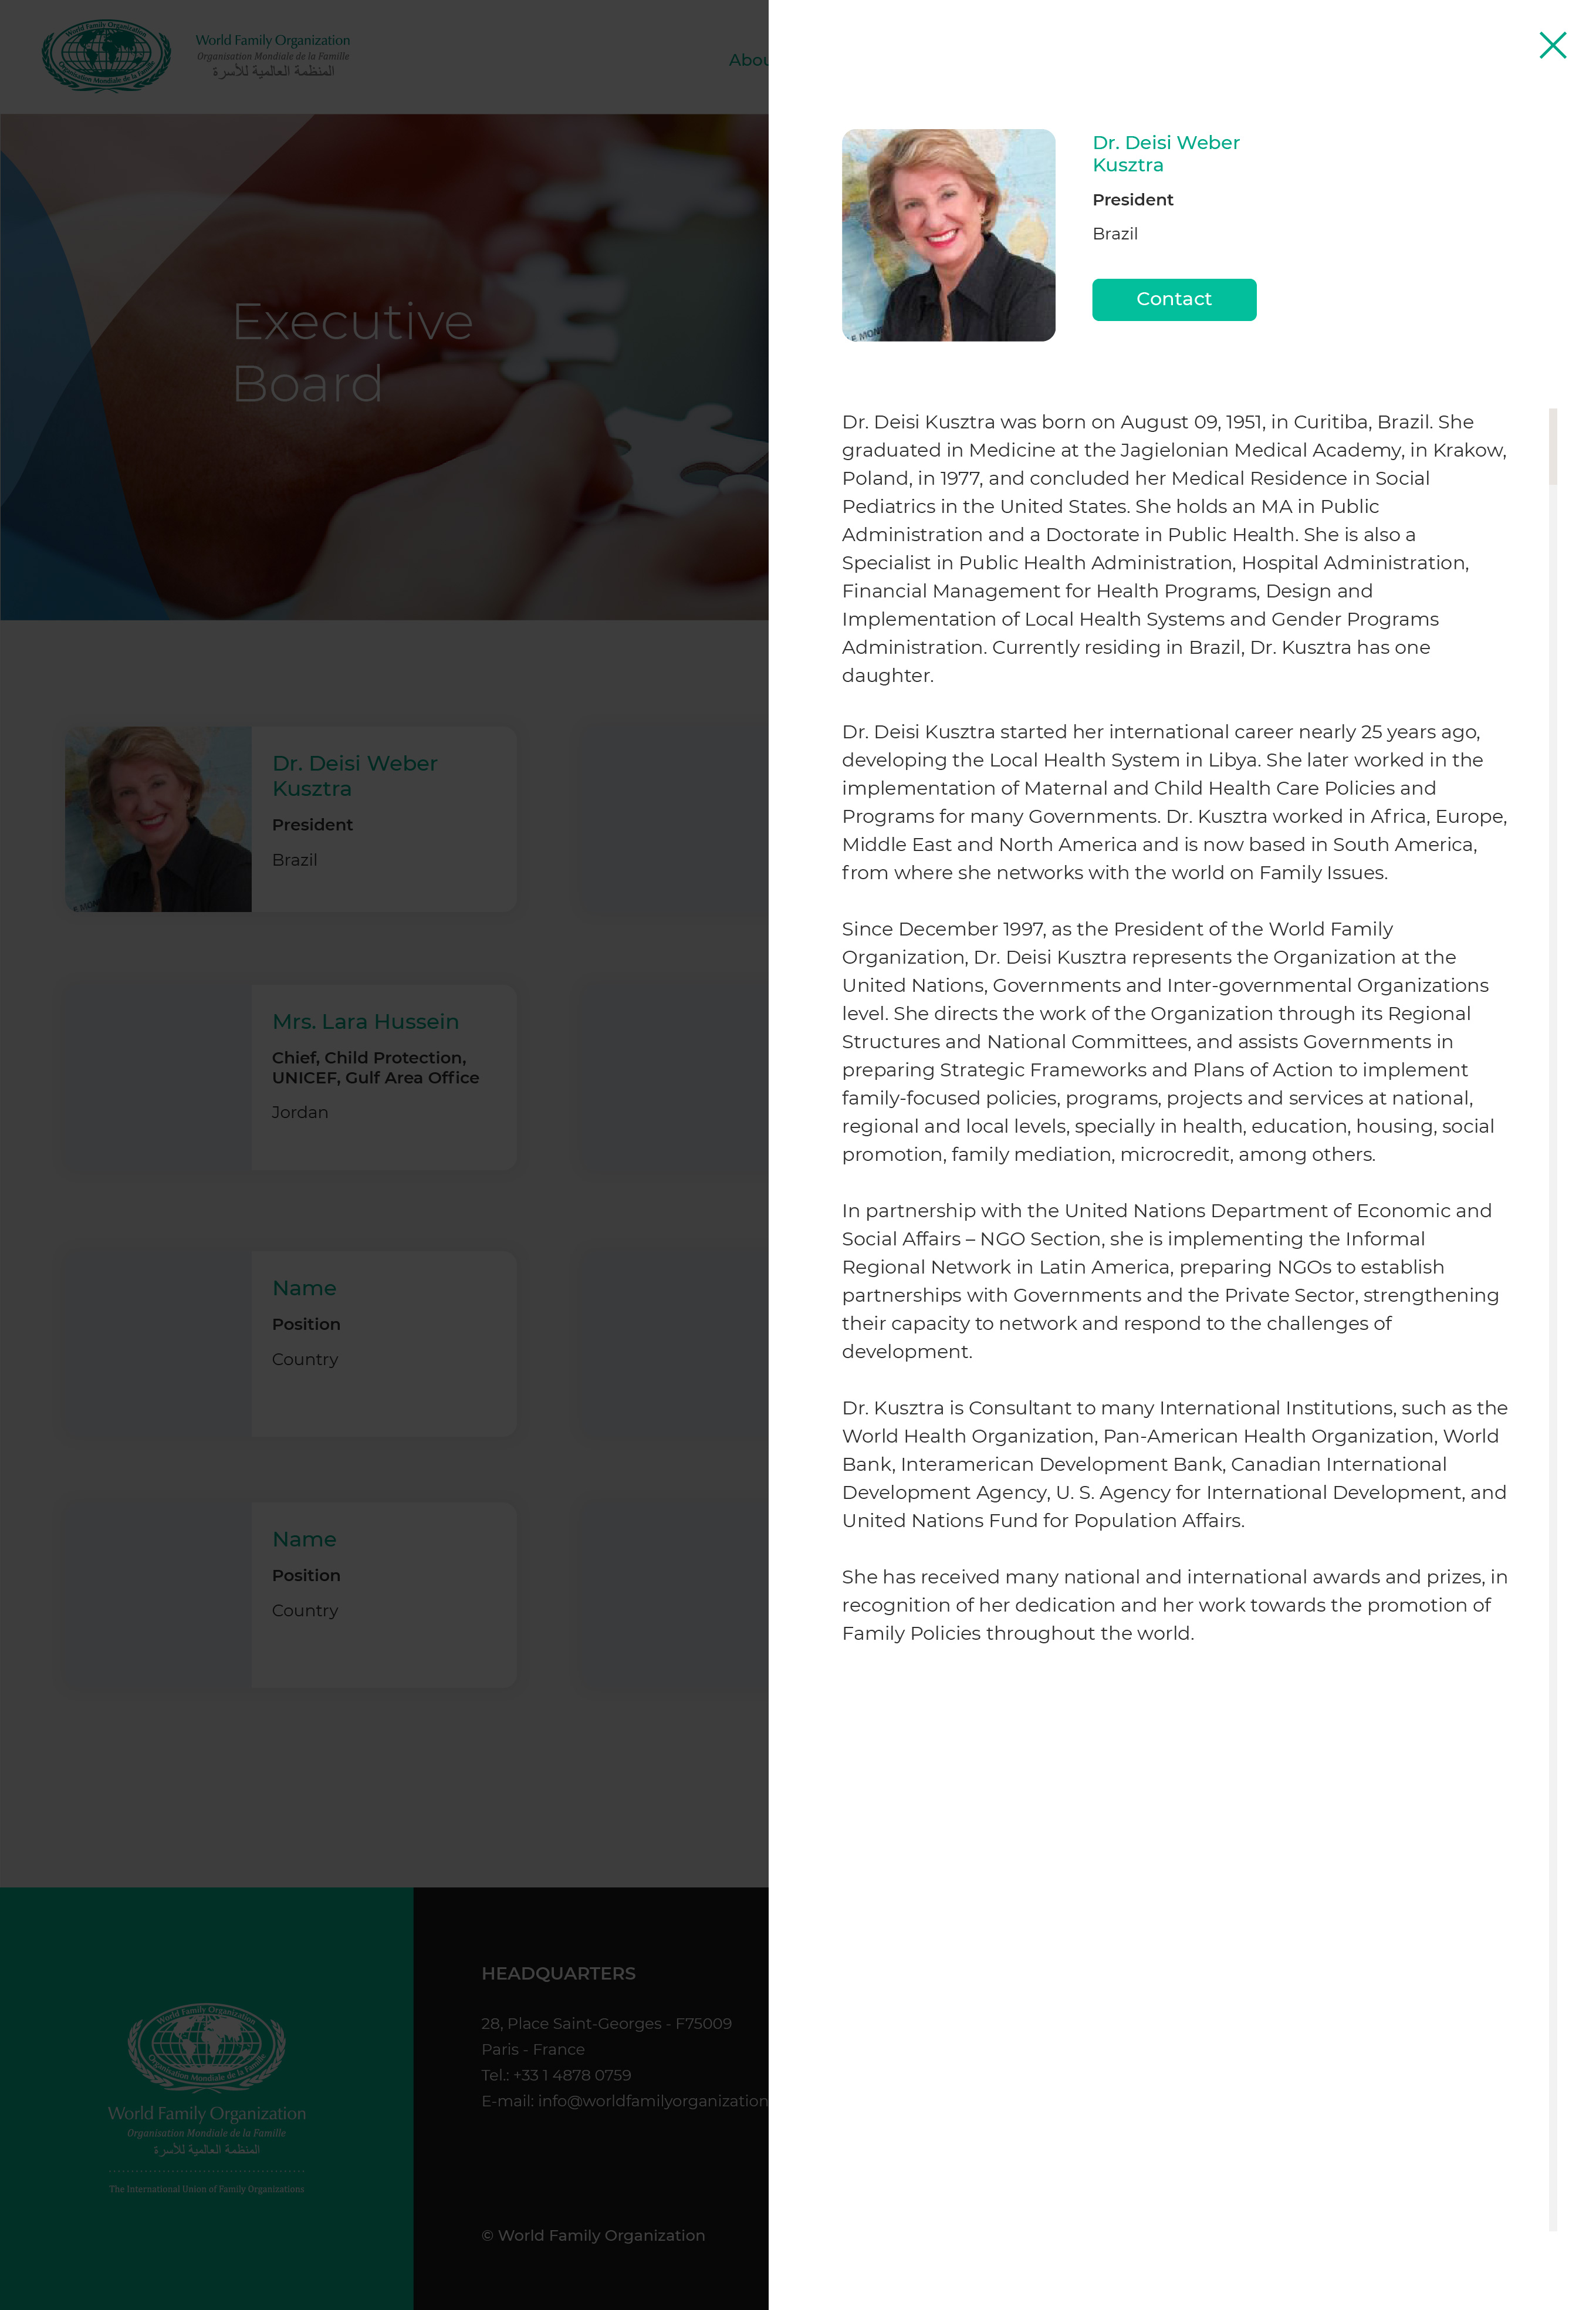 World Family Organization
Organisation Mondiale de la Famille
World Family Organization
Organisation Mondiale de la Famille
المنظمة العالمية للأسرة
Abou
Executive
Board
Dr. Deisi Weber
Kusztra
President
Brazil
Mrs. Lara Hussein
Chief, Child Protection,
UNICEF, Gulf Area Office
Jordan
Name
Position
Country
Name
Position
Country
World Family Organization
Organisation Mondiale de la Famille
World Family Organization
Organisation Mondiale de la Famille
المنظمة العالمية للأسرة
The International Union of Family Organizations
HEADQUARTERS
28, Place Saint-Georges - F75009
Paris - France
Tel.: +33 1 4878 0759
E-mail: info@worldfamilyorganization
© World Family Organization
Dr. Deisi Weber
Kusztra
President
Brazil
Contact
Dr. Deisi Kusztra was born on August 09, 1951, in Curitiba, Brazil. She
graduated in Medicine at the Jagielonian Medical Academy, in Krakow,
Poland, in 1977, and concluded her Medical Residence in Social
Pediatrics in the United States. She holds an MA in Public
Administration and a Doctorate in Public Health. She is also a
Specialist in Public Health Administration, Hospital Administration,
Financial Management for Health Programs, Design and
Implementation of Local Health Systems and Gender Programs
Administration. Currently residing in Brazil, Dr. Kusztra has one
daughter.
Dr. Deisi Kusztra started her international career nearly 25 years ago,
developing the Local Health System in Libya. She later worked in the
implementation of Maternal and Child Health Care Policies and
Programs for many Governments. Dr. Kusztra worked in Africa, Europe,
Middle East and North America and is now based in South America,
from where she networks with the world on Family Issues.
Since December 1997, as the President of the World Family
Organization, Dr. Deisi Kusztra represents the Organization at the
United Nations, Governments and Inter-governmental Organizations
level. She directs the work of the Organization through its Regional
Structures and National Committees, and assists Governments in
preparing Strategic Frameworks and Plans of Action to implement
family-focused policies, programs, projects and services at national,
regional and local levels, specially in health, education, housing, social
promotion, family mediation, microcredit, among others.
In partnership with the United Nations Department of Economic and
Social Affairs – NGO Section, she is implementing the Informal
Regional Network in Latin America, preparing NGOs to establish
partnerships with Governments and the Private Sector, strengthening
their capacity to network and respond to the challenges of
development.
Dr. Kusztra is Consultant to many International Institutions, such as the
World Health Organization, Pan-American Health Organization, World
Bank, Interamerican Development Bank, Canadian International
Development Agency, U. S. Agency for International Development, and
United Nations Fund for Population Affairs.
She has received many national and international awards and prizes, in
recognition of her dedication and her work towards the promotion of
Family Policies throughout the world.